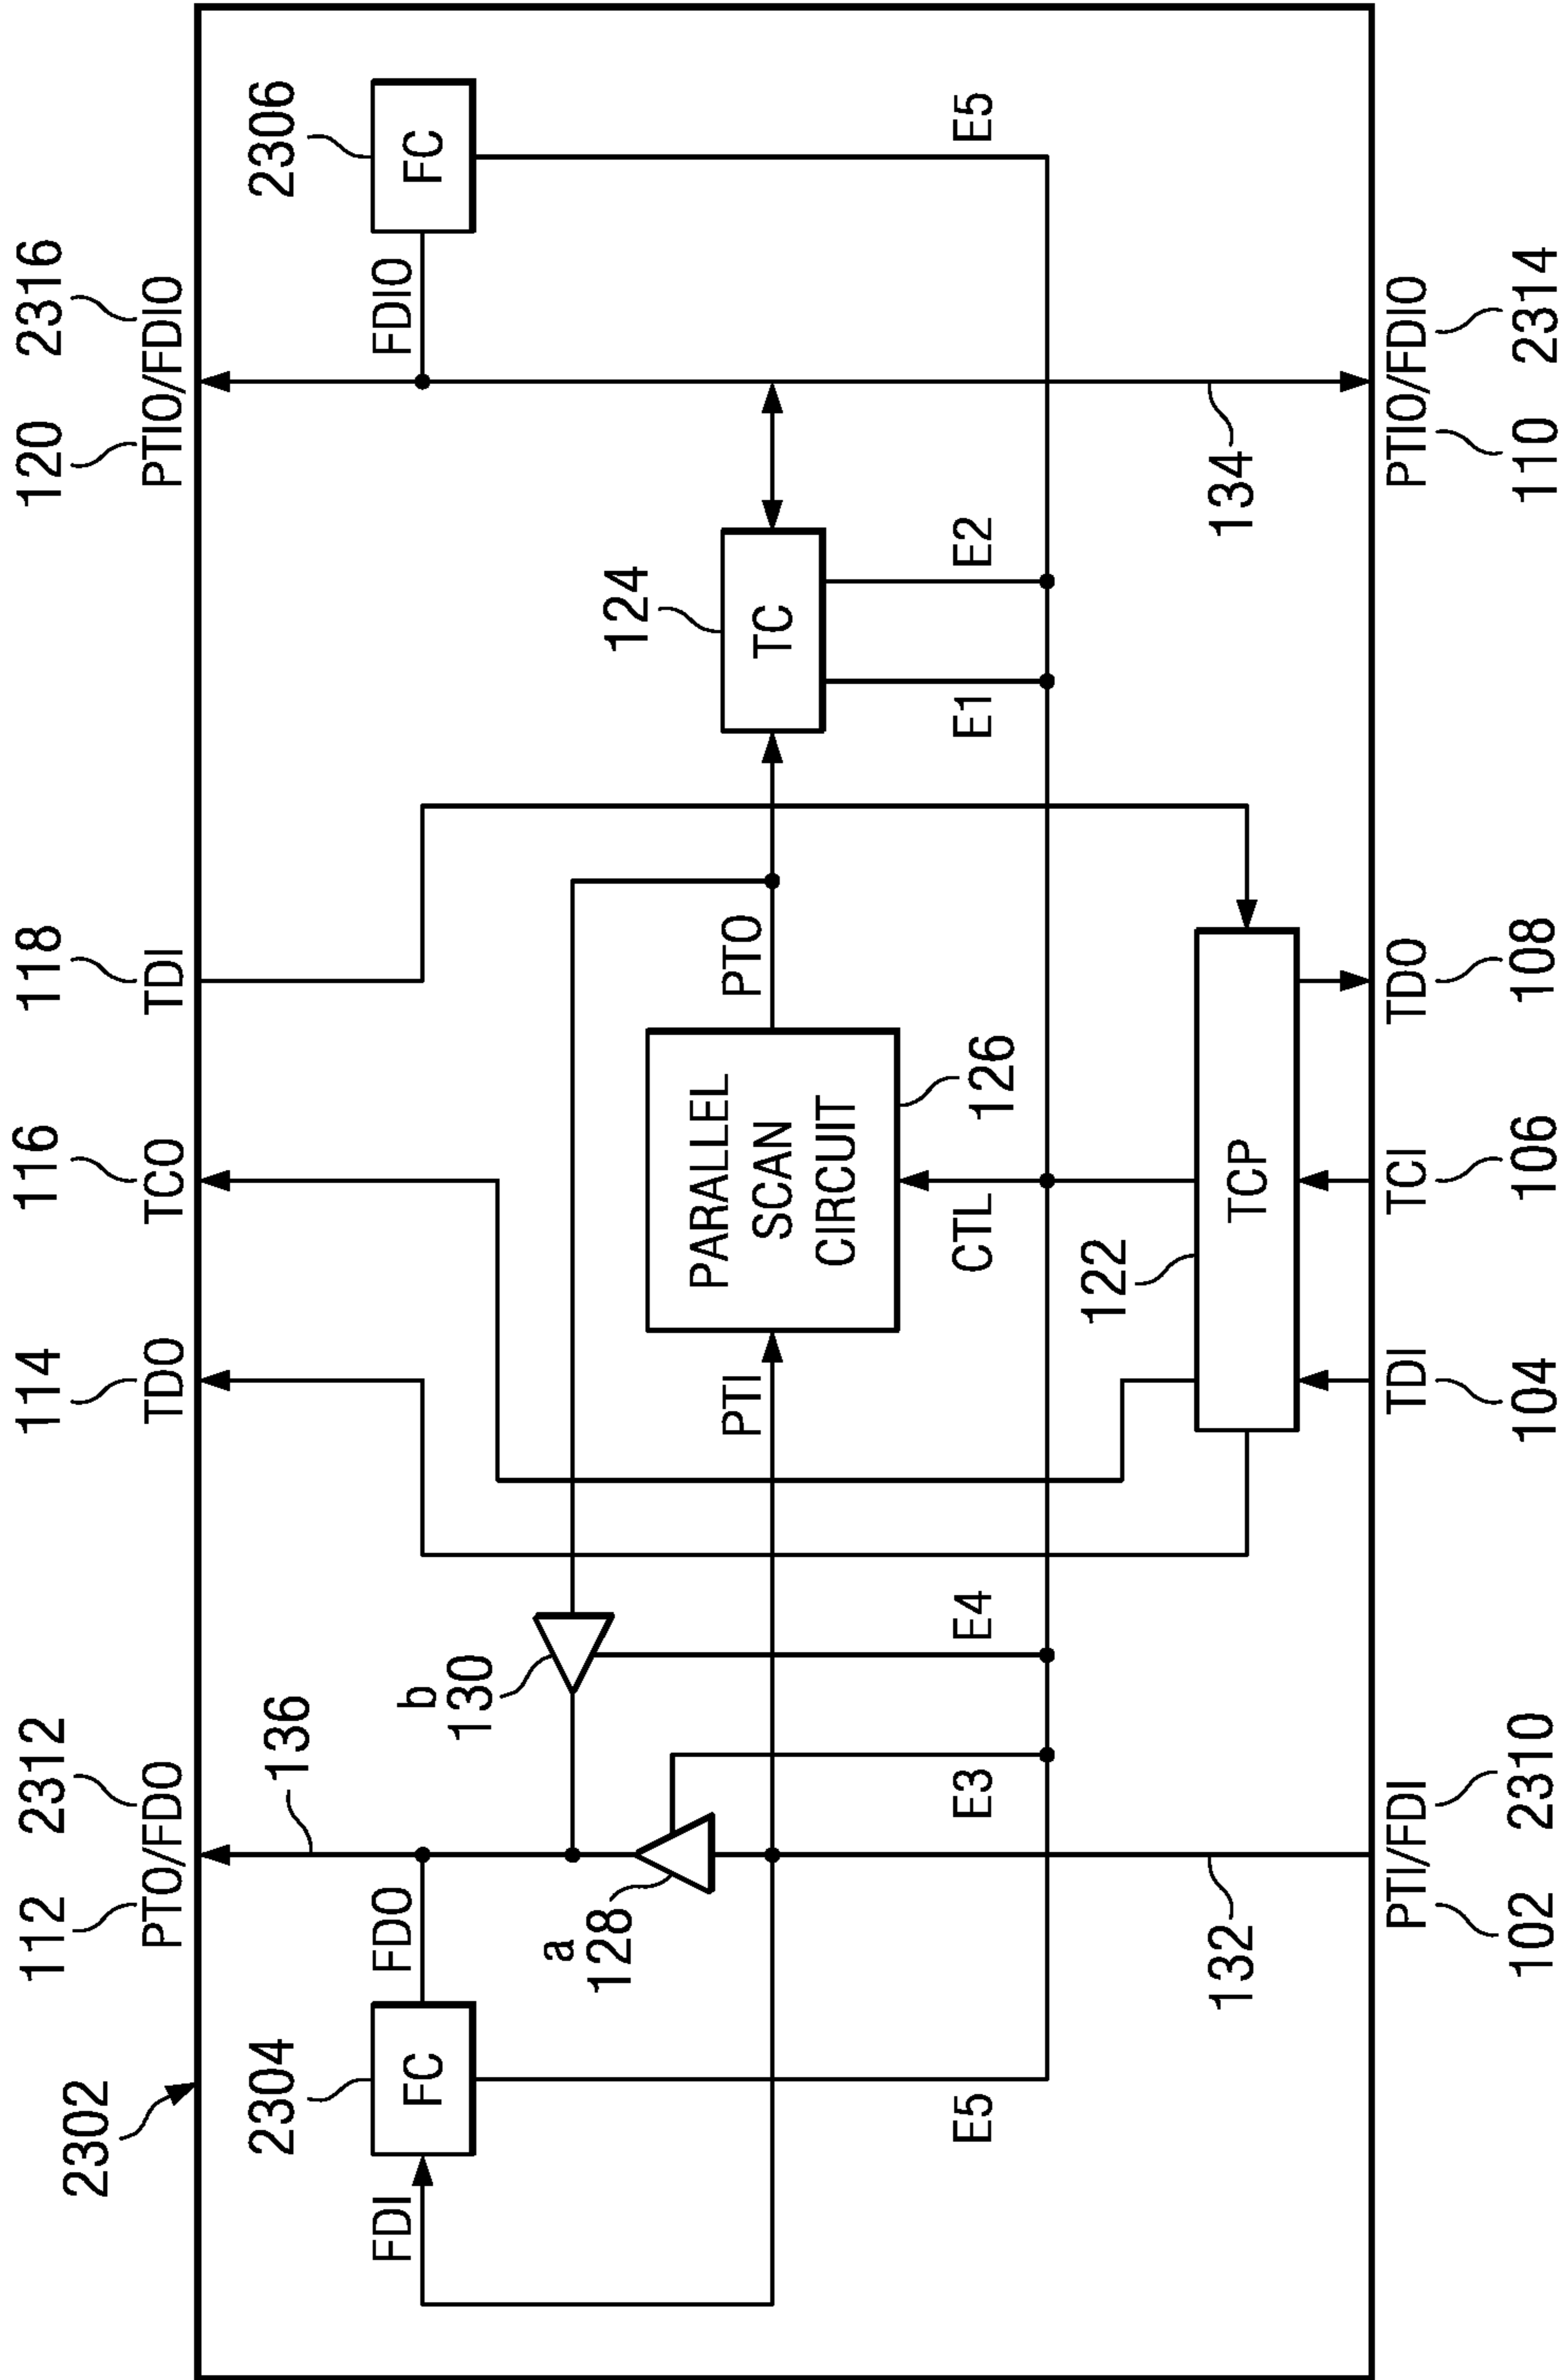 2302
112 2312
PTO/FDO
136
114
TDO
116
TCO
118
TDI
120 2316
PTIO/FDIO
2304
FC
FDI
FDO
2306
FC
FDIO
b
130
a
128
PARALLEL
SCAN
CIRCUIT
126
PTI
PTO
124
TC
E5
E3
E4
CTL
E1
E2
E5
122
TCP
132
134
PTI/FDI
102 2310
TDI
104
TCI
106
TDO
108
PTIO/FDIO
110 2314